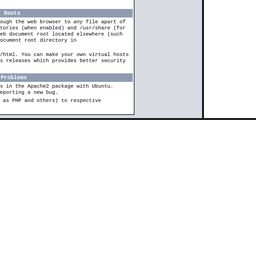 Roots
ough the web browser to any file apart of
tories (when enabled) and /usr/share (for
eb document root located elsewhere (such
ocument root directory in
/html. You can make your own virtual hosts
s releases which provides better security
Problems
s in the Apache2 package with Ubuntu.
eporting a new bug.
as PHP and others) to respective